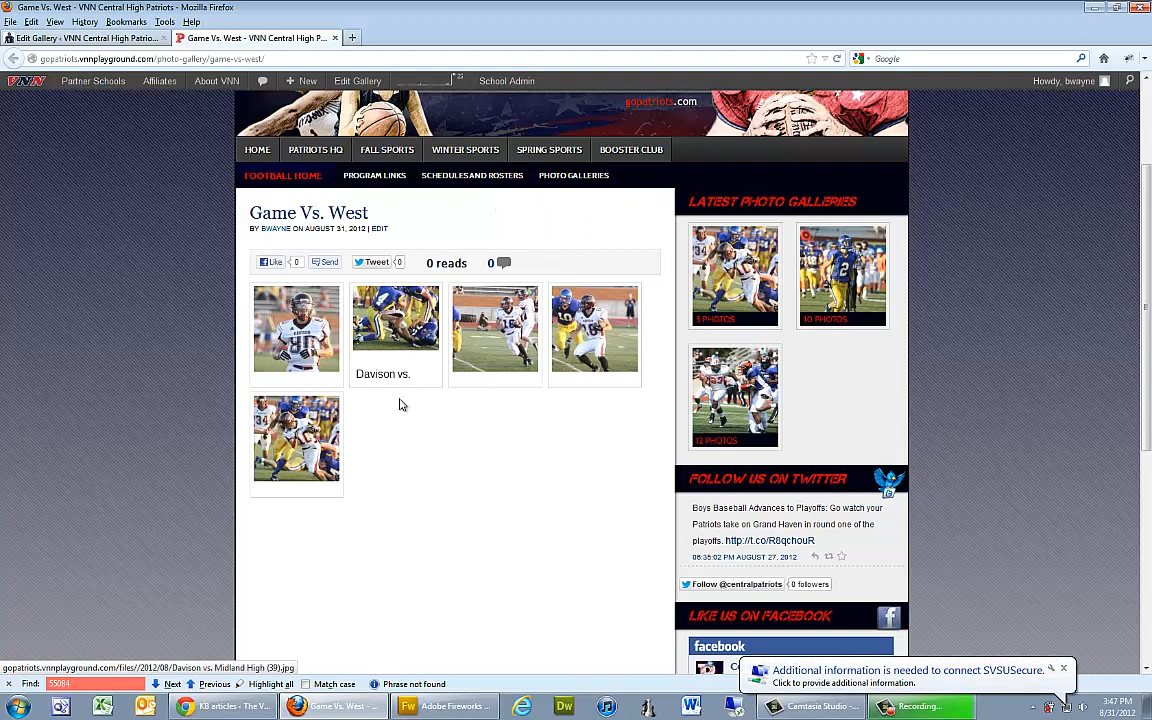 Game Vs. West - VNN Central High Patriots - Mozilla Firefox
File Edit View History Bookmarks Tools Help
Edit Gallery ‹ VNN Central High Patrio... × Game Vs. West - VNN Central High P... × +
gopatriots.vnnplayground.com/photo-gallery/game-vs-west/ Google
VNN Partner Schools Affiliates About VNN + New Edit Gallery School Admin Howdy, bwayne
gopatriots.com
HOME PATRIOTS HQ FALL SPORTS WINTER SPORTS SPRING SPORTS BOOSTER CLUB
FOOTBALL HOME PROGRAM LINKS SCHEDULES AND ROSTERS PHOTO GALLERIES
Game Vs. West
BY BWAYNE ON AUGUST 31, 2012 | EDIT
Like 0 Send Tweet 0 0 reads 0
Davison vs.
LATEST PHOTO GALLERIES
5 PHOTOS 10 PHOTOS
12 PHOTOS
FOLLOW US ON TWITTER
Boys Baseball Advances to Playoffs: Go watch your
Patriots take on Grand Haven in round one of the
playoffs. http://t.co/R8qchouR
06:35:02 PM AUGUST 27, 2012
Follow @centralpatriots 0 followers
LIKE US ON FACEBOOK
facebook
gopatriots.vnnplayground.com/files//2012/08/Davison vs. Midland High (39).jpg
Additional information is needed to connect SVSUSecure.
Click to provide additional information.
× Find: 55084 Next Previous Highlight all Match case Phrase not found
KB articles ‹ The V... Game Vs. West - ... Adobe Fireworks ... Camtasia Studio - ... Recording...
3:47 PM
8/31/2012